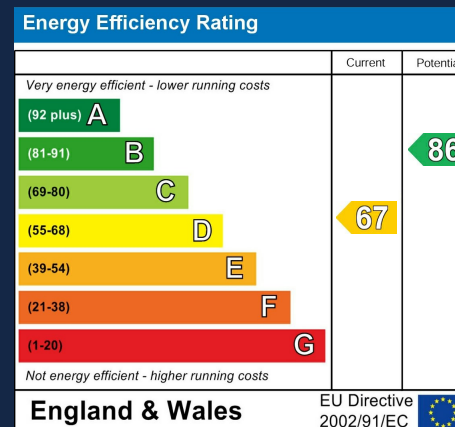 Energy Efficiency Rating
Current
Very energy efficient - lower running costs
(92 plus) A
(81-91) B
86
(69-80) C
(55-68) D
67
(39-54) E
(21-38) F
(1-20) G
Not energy efficient - higher running costs
England & Wales
EU Directive
2002/91/EC